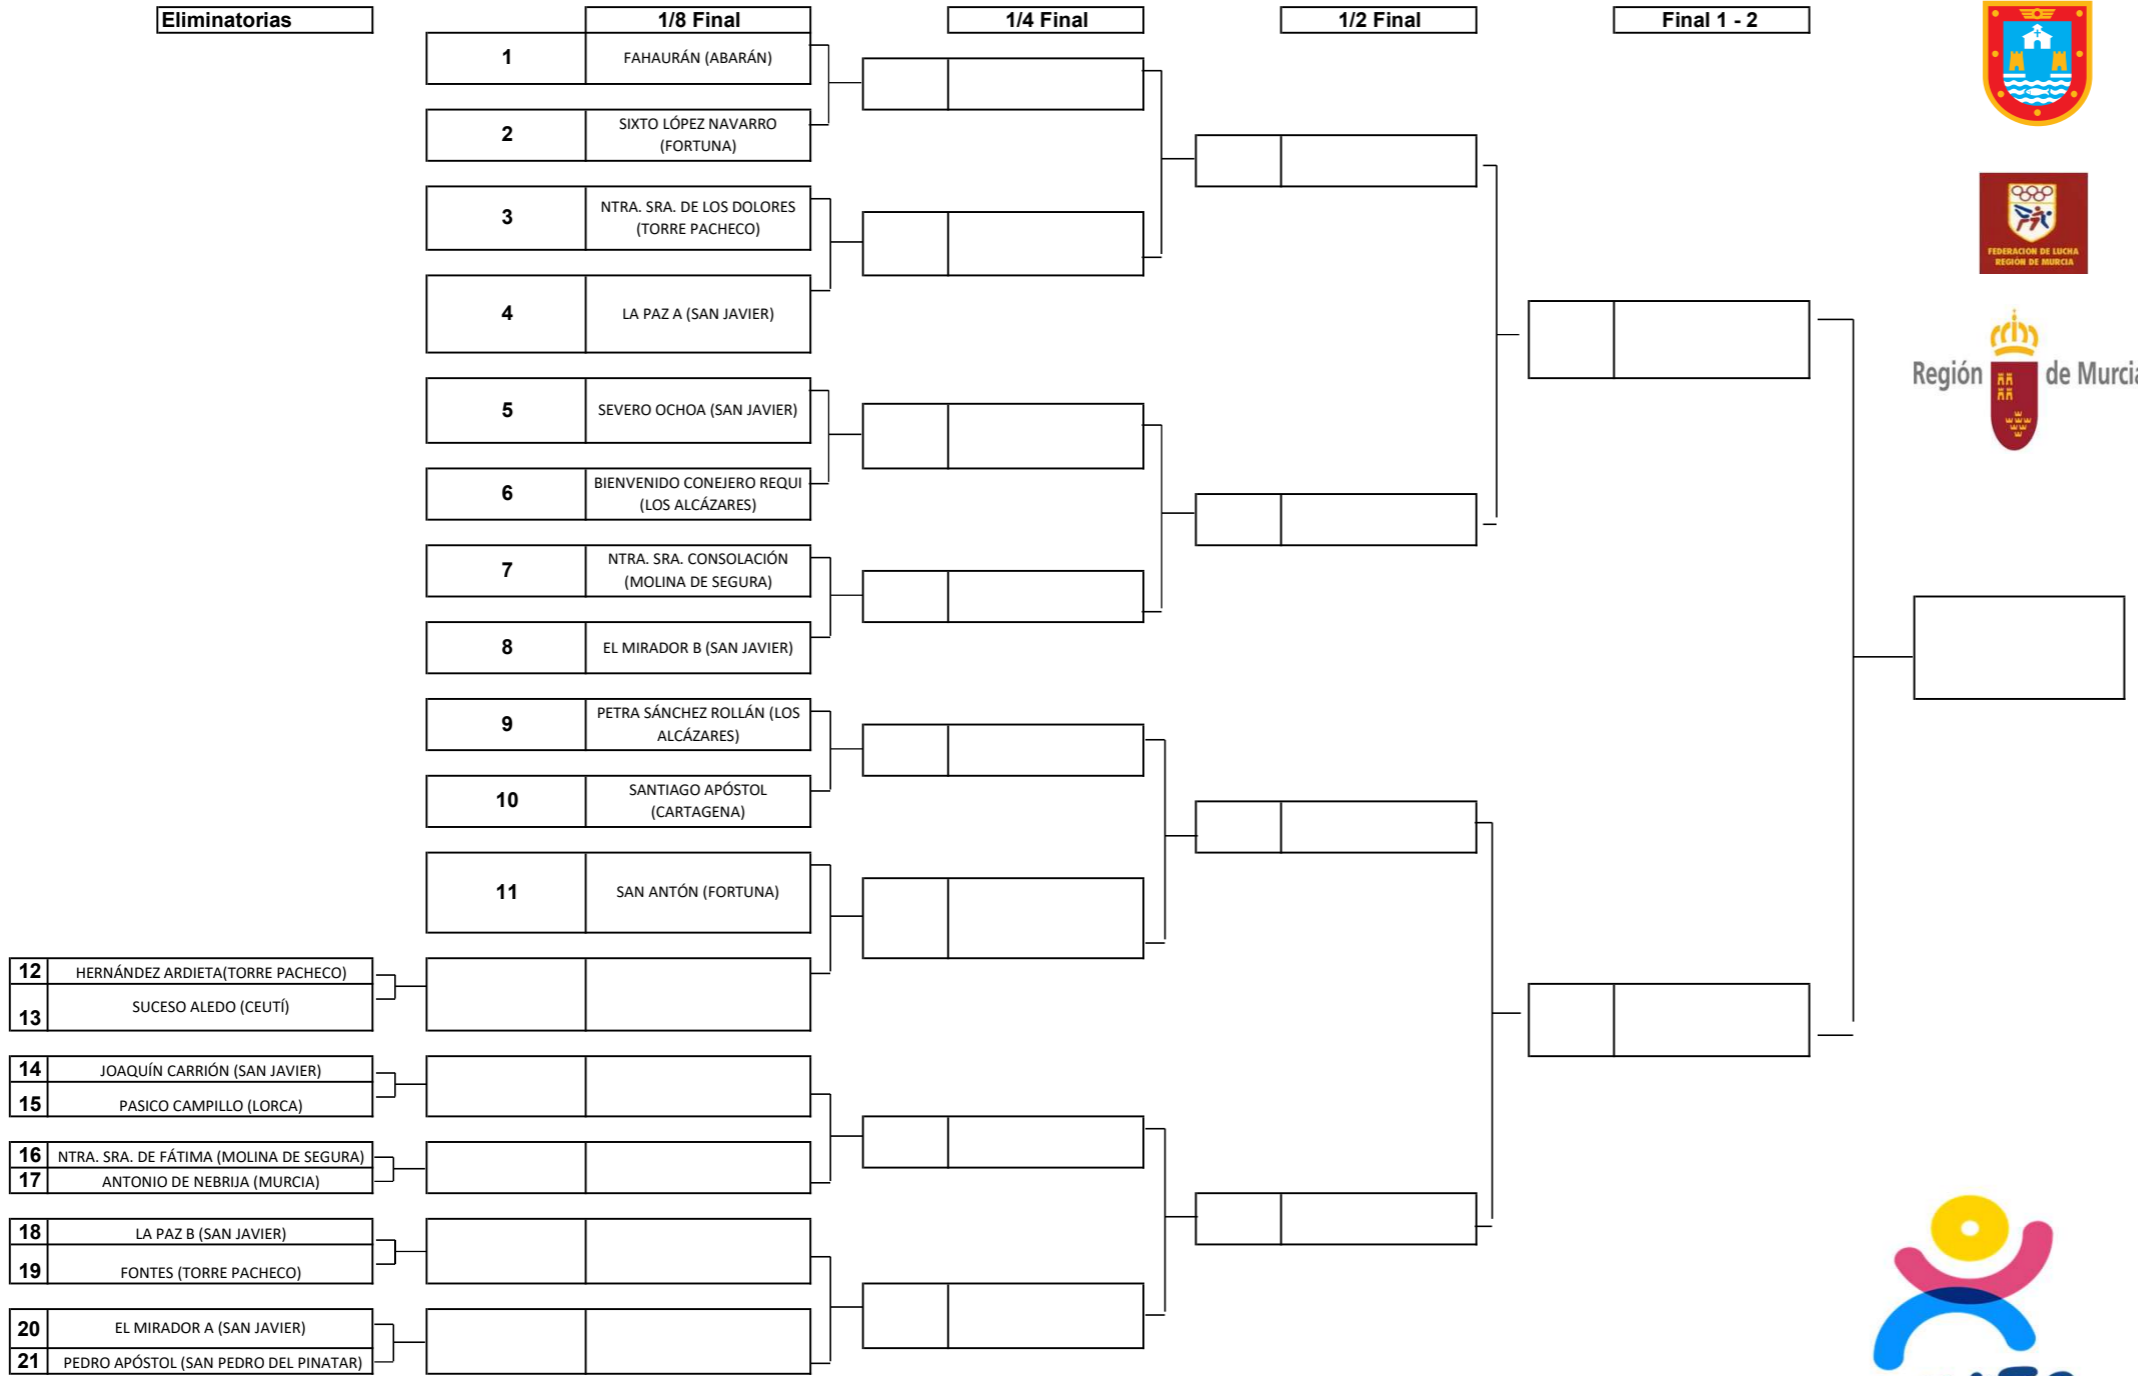 Eliminatorias
1/8 Final
1/4 Final
1/2 Final
Final 1 - 2
1
FAHAURÁN (ABARÁN)
2
SIXTO LÓPEZ NAVARRO
(FORTUNA)
3
NTRA. SRA. DE LOS DOLORES
(TORRE PACHECO)
4
LA PAZ A (SAN JAVIER)
5
SEVERO OCHOA (SAN JAVIER)
6
BIENVENIDO CONEJERO REQUI
(LOS ALCÁZARES)
7
NTRA. SRA. CONSOLACIÓN
(MOLINA DE SEGURA)
8
EL MIRADOR B (SAN JAVIER)
9
PETRA SÁNCHEZ ROLLÁN (LOS
ALCÁZARES)
10
SANTIAGO APÓSTOL
(CARTAGENA)
11
SAN ANTÓN (FORTUNA)
12
HERNÁNDEZ ARDIETA(TORRE PACHECO)
13
SUCESO ALEDO (CEUTÍ)
14
JOAQUÍN CARRIÓN (SAN JAVIER)
15
PASICO CAMPILLO (LORCA)
16
NTRA. SRA. DE FÁTIMA (MOLINA DE SEGURA)
17
ANTONIO DE NEBRIJA (MURCIA)
18
LA PAZ B (SAN JAVIER)
19
FONTES (TORRE PACHECO)
20
EL MIRADOR A (SAN JAVIER)
21
PEDRO APÓSTOL (SAN PEDRO DEL PINATAR)
FEDERACION DE LUCHA
REGIÓN DE MURCIA
Región de Murcia